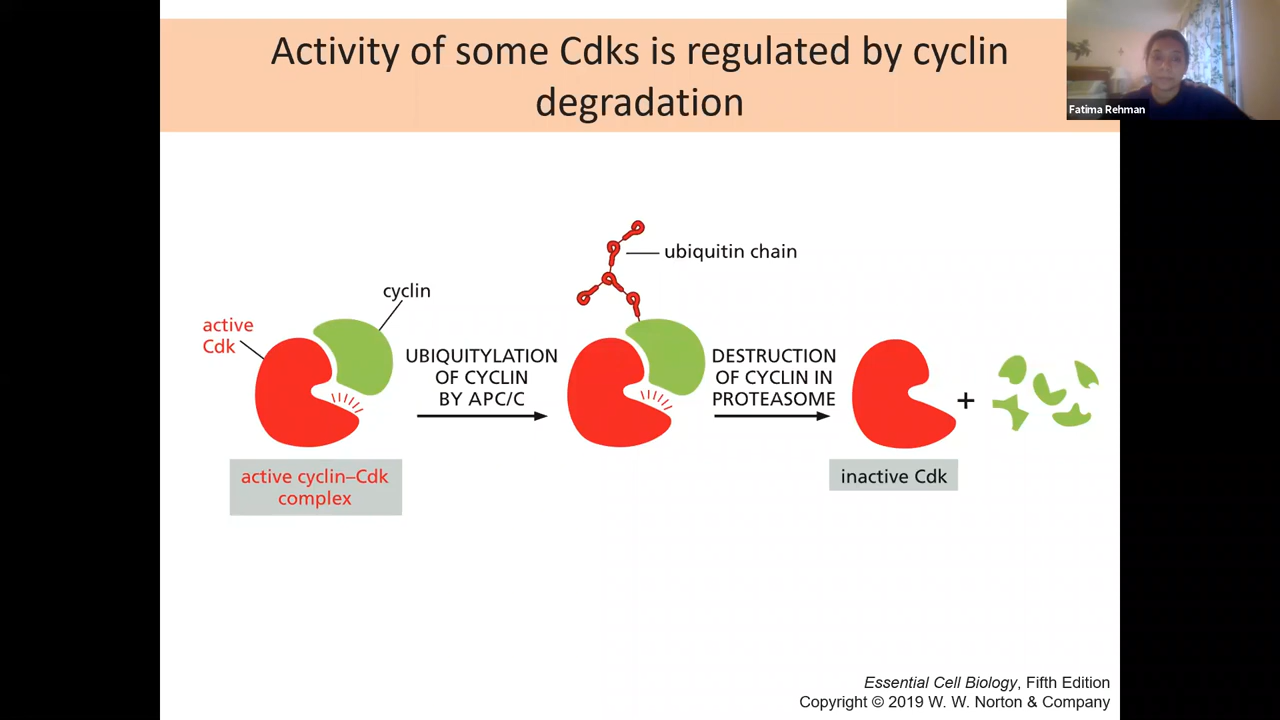 Activity of some Cdks is regulated by cyclin
degradation
Fatima Rehman
ubiquitin chain
cyclin
active
Cdk
UBIQUITYLATION
OF CYCLIN
BY APC/C
DESTRUCTION
OF CYCLIN IN
PROTEASOME
+
active cyclin–Cdk
complex
inactive Cdk
Essential Cell Biology, Fifth Edition
Copyright © 2019 W. W. Norton & Company